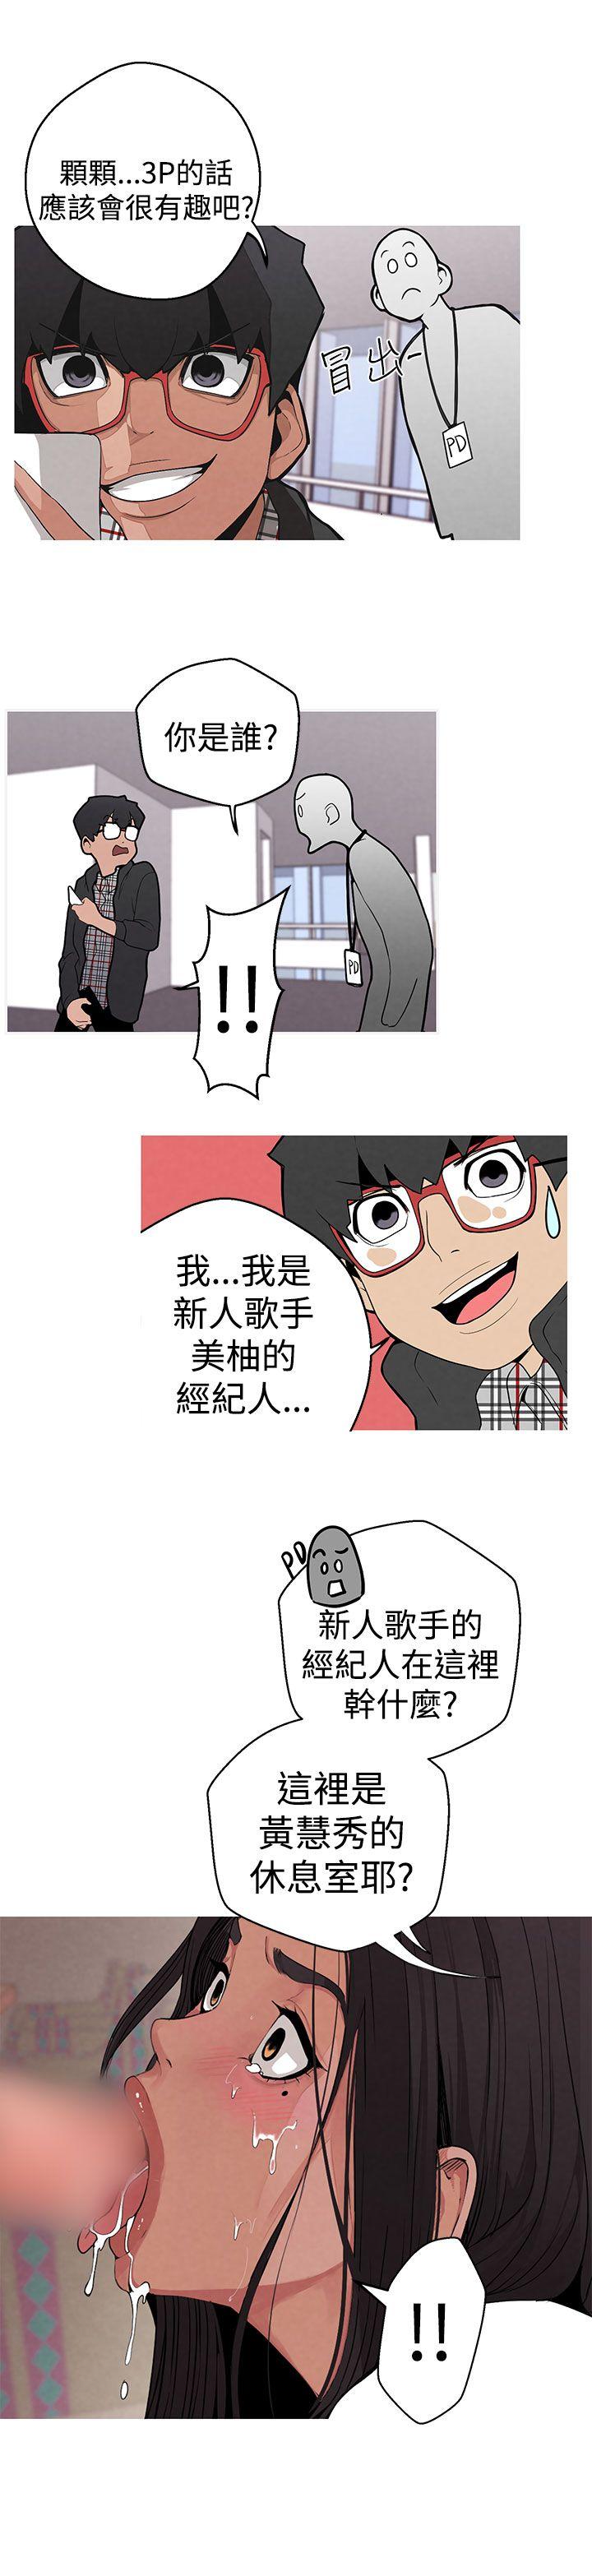 顆顆...3P的話
應該會很有趣吧?
冒出~
PD
你是誰?
PD
!!
我...我是
新人歌手
美柚的
經紀人...
PD
新人歌手的
經紀人在這裡
幹什麼?
這裡是
黃慧秀的
休息室耶?
!!